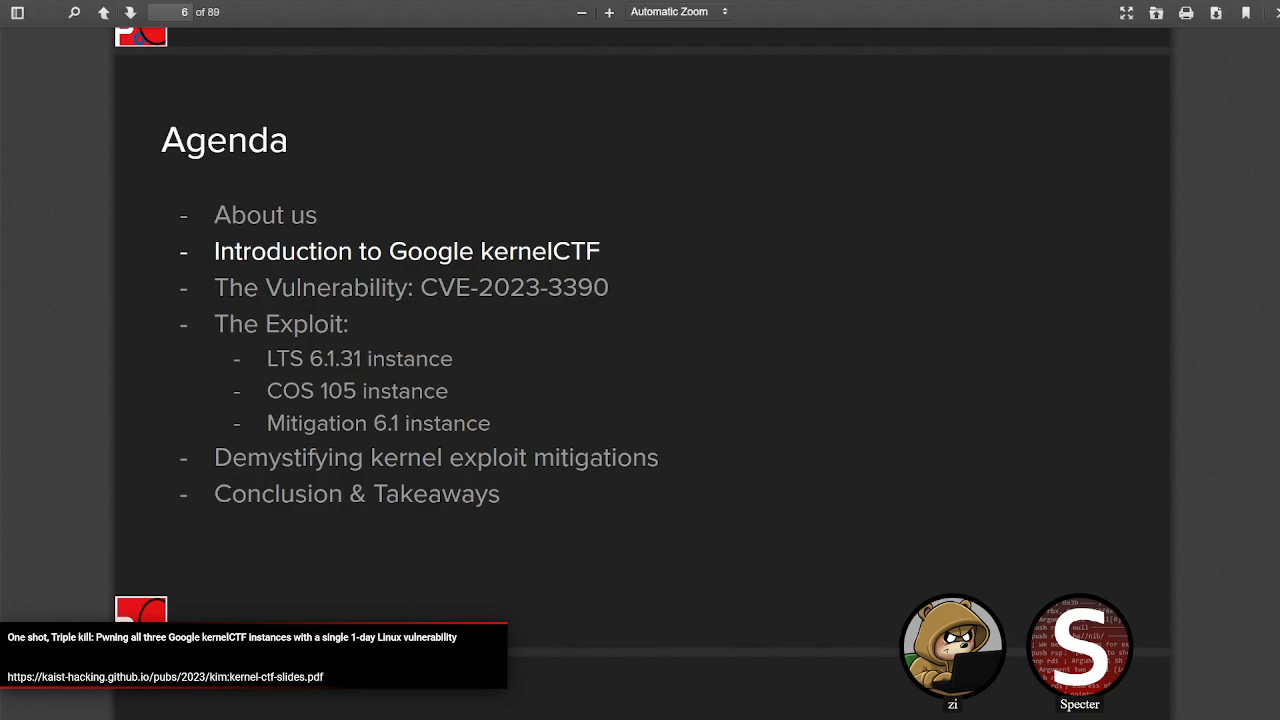 6 of 89
Automatic Zoom
Agenda
- About us
- Introduction to Google kernelCTF
- The Vulnerability: CVE-2023-3390
- The Exploit:
- LTS 6.1.31 instance
- COS 105 instance
- Mitigation 6.1 instance
- Demystifying kernel exploit mitigations
- Conclusion & Takeaways
One shot, Triple kill: Pwning all three Google kernelCTF instances with a single 1-day Linux vulnerability
https://kaist-hacking.github.io/pubs/2023/kim:kernel-ctf-slides.pdf
S
zi
Specter